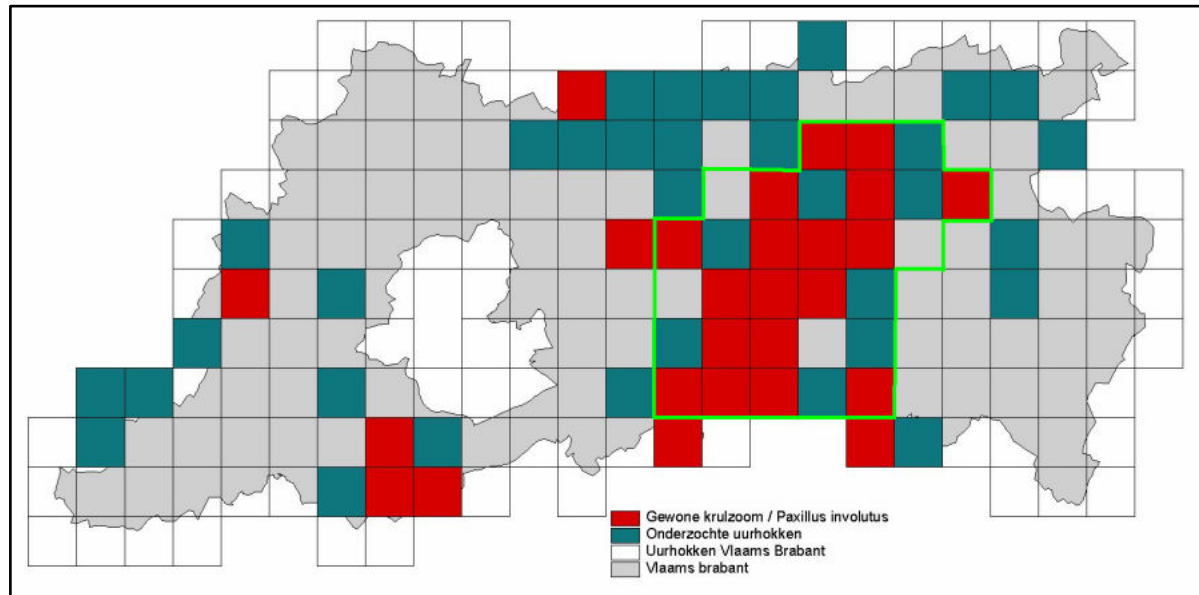 Gewone krulzoom / Paxillus involutus
Onderzochte uurhokken
Uurhokken Vlaams Brabant
Vlaams brabant